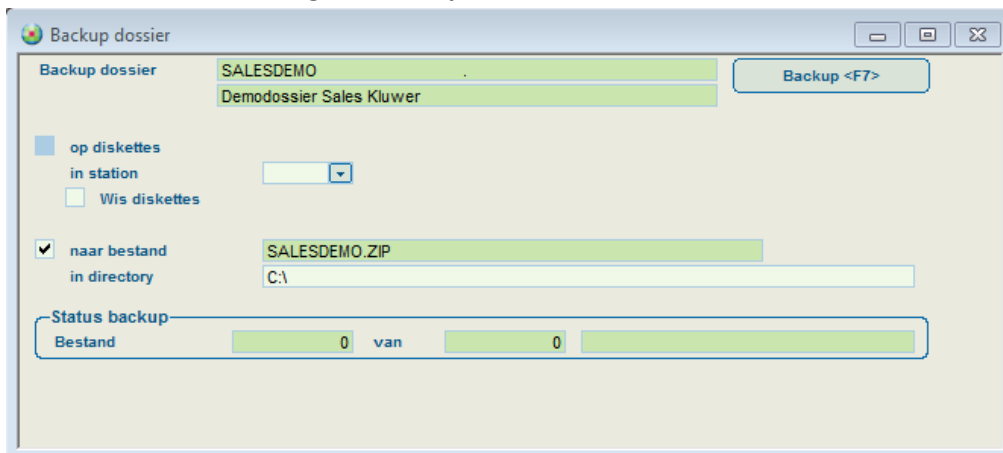 Backup dossier
Backup dossier SALESDEMO . Backup <F7>
Demodossier Sales Kluwer
op diskettes
in station
Wis diskettes
naar bestand SALESDEMO.ZIP
in directory C:\
Status backup
Bestand 0 van 0